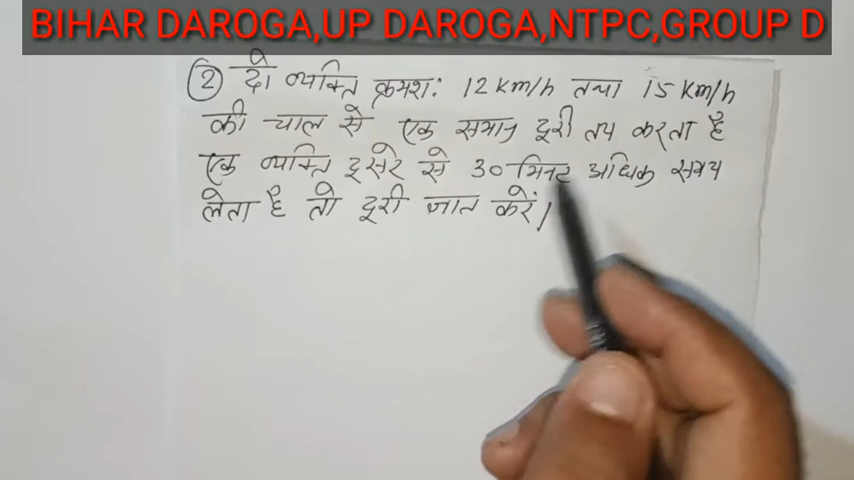 BIHAR DAROGA,UP DAROGA,NTPC,GROUP D
2 दो व्यक्ति क्रमश: 12 km/h तथा 15 km/h
की चाल से एक समान दूरी तय करता है
एक व्यक्ति दूसरे से 30 मिनट अधिक समय
लेता है तो दूरी ज्ञात करें।